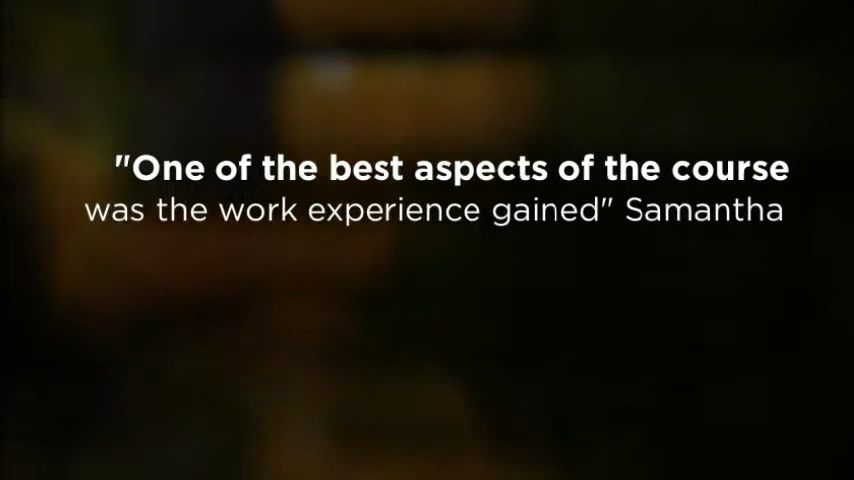 "One of the best aspects of the course
was the work experience gained" Samantha